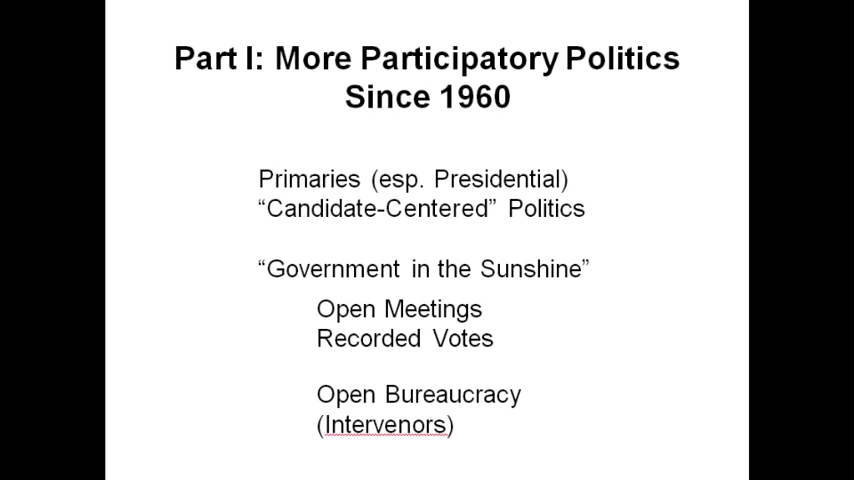 Part I: More Participatory Politics
Since 1960
Primaries (esp. Presidential)
“Candidate-Centered” Politics
“Government in the Sunshine”
Open Meetings
Recorded Votes
Open Bureaucracy
(Intervenors)